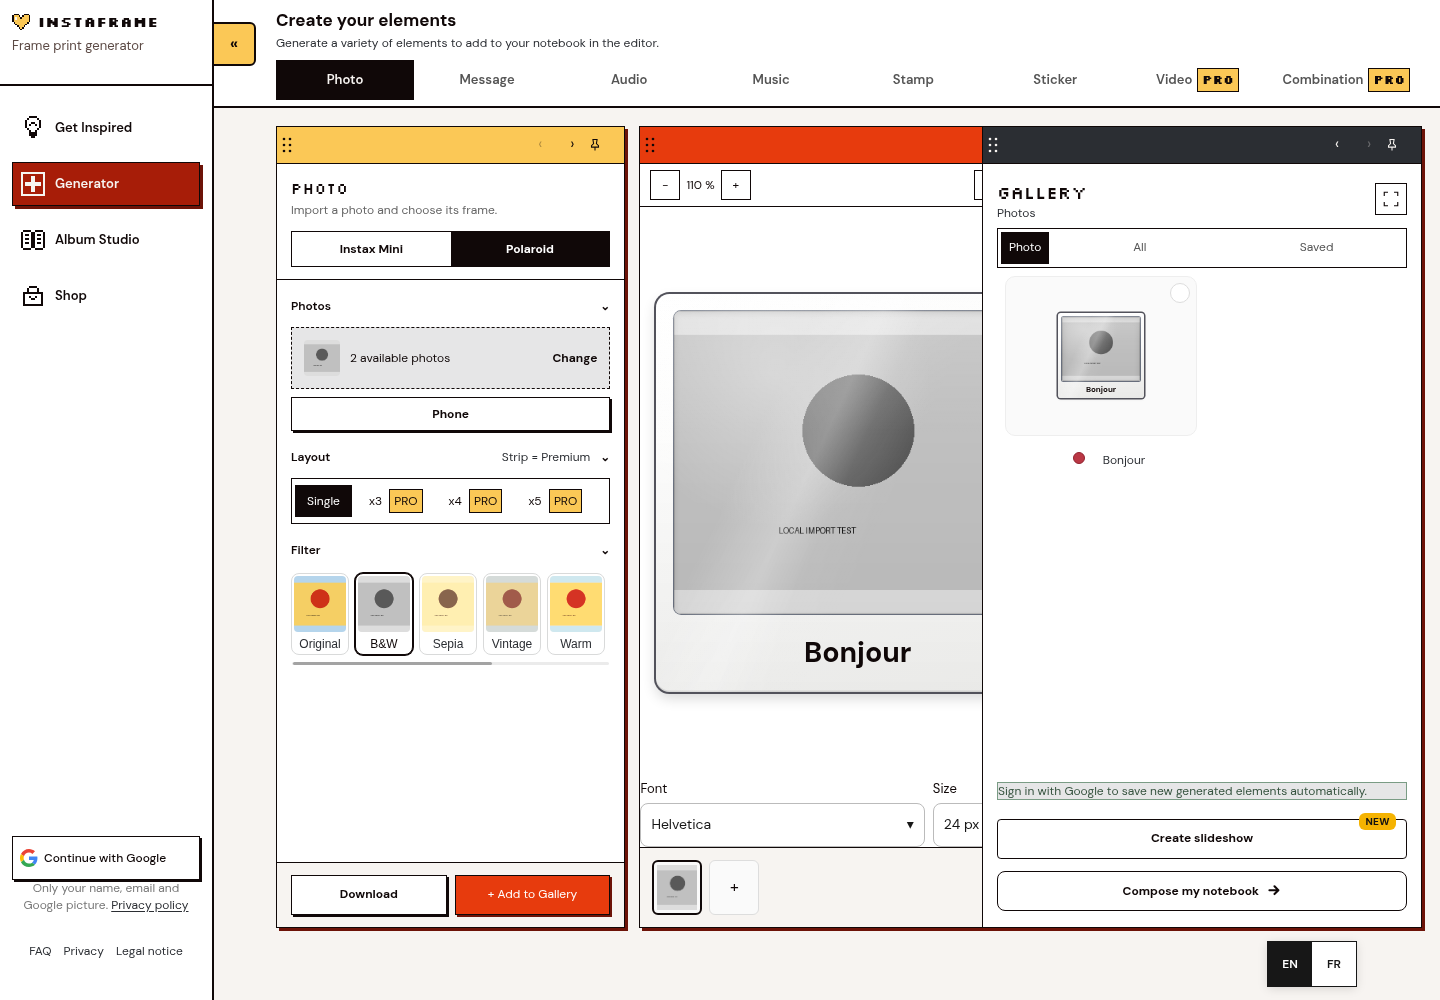 INSTAFRAME
Frame print generator
Get Inspired
Generator
Album Studio
Shop
Continue with Google
Only your name, email and
Google picture. Privacy policy
FAQ Privacy Legal notice
«
Create your elements
Generate a variety of elements to add to your notebook in the editor.
Photo Message Audio Music Stamp Sticker Video PRO Combination PRO
PHOTO
Import a photo and choose its frame.
Instax Mini Polaroid
Photos
2 available photos Change
Phone
Layout Strip = Premium
Single x3 PRO x4 PRO x5 PRO
Filter
Original B&W Sepia Vintage Warm
Download + Add to Gallery
− 110 % +
LOCAL IMPORT TEST
Bonjour
Font Size
Helvetica 24 px
+
GALLERY
Photos
Photo All Saved
Bonjour
Bonjour
Sign in with Google to save new generated elements automatically.
NEW
Create slideshow
Compose my notebook →
EN FR